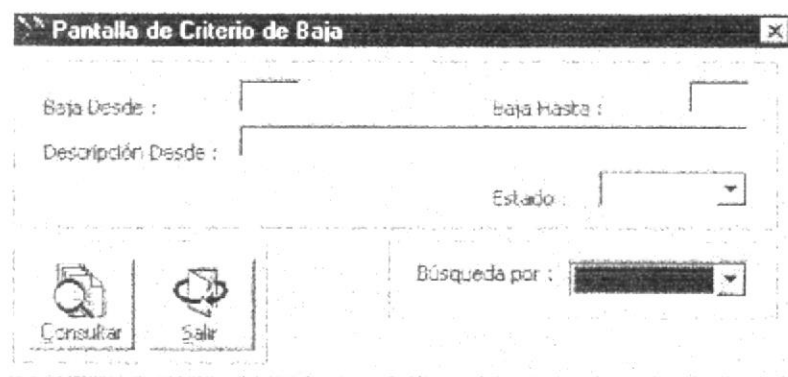 Pantalla de Criterio de Baja
Baja Desde :
Baja Hasta :
Descripción Desde :
Estado :
Búsqueda por :
Consultar
Salir